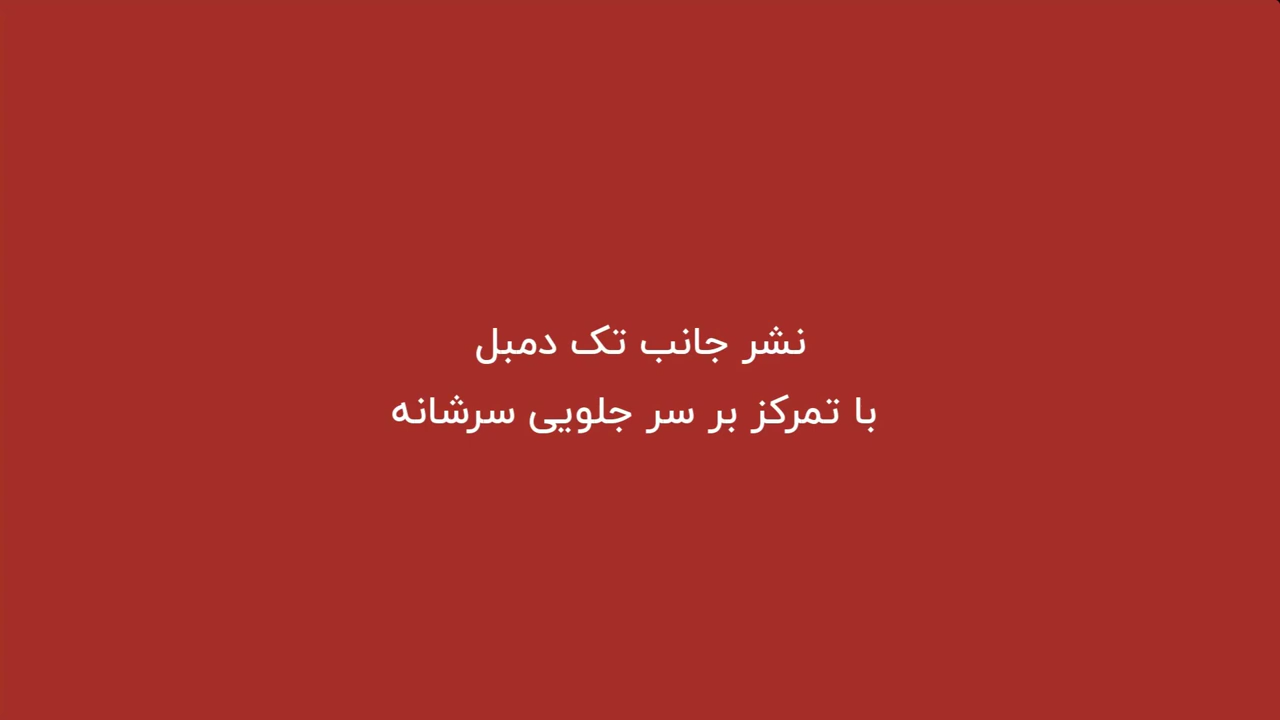 نشر جانب تک دمبل
با تمرکز بر سر جلویی سرشانه